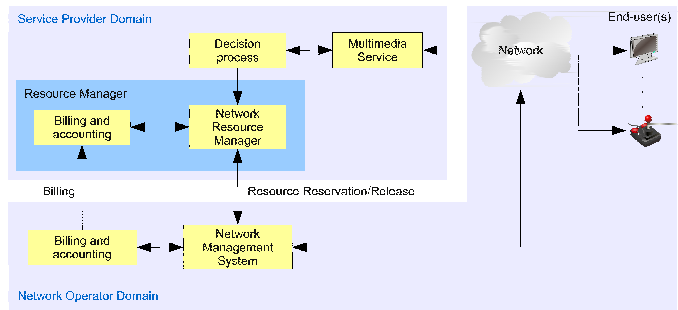 Service Provider Domain
End-user(s)
Decision
process
Multimedia
Service
Network
Resource Manager
Billing and
accounting
Network
Resource
Manager
Billing
Resource Reservation/Release
Billing and
accounting
Network
Management
System
Network Operator Domain